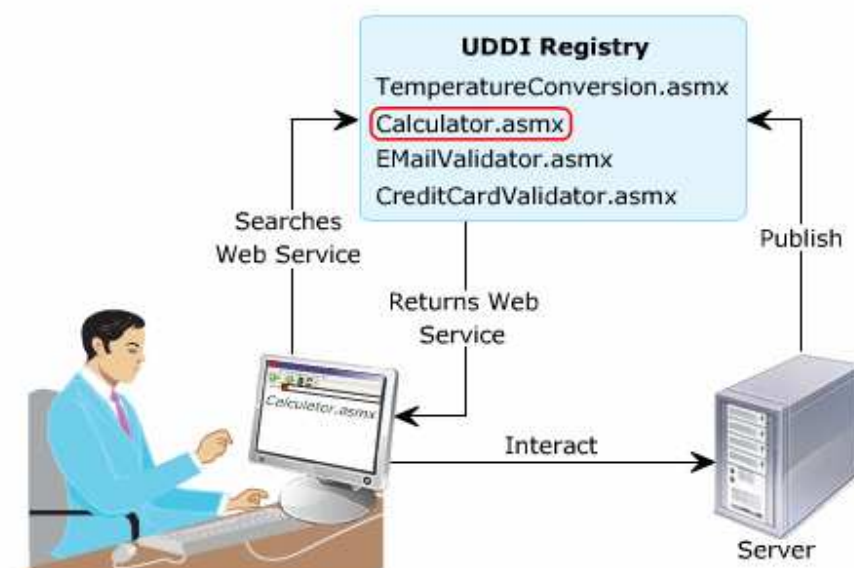 UDDI Registry
TemperatureConversion.asmx
Calculator.asmx
EMailValidator.asmx
CreditCardValidator.asmx
Searches
Web Service
Publish
Returns Web
Service
Calculator.asmx
Interact
Server